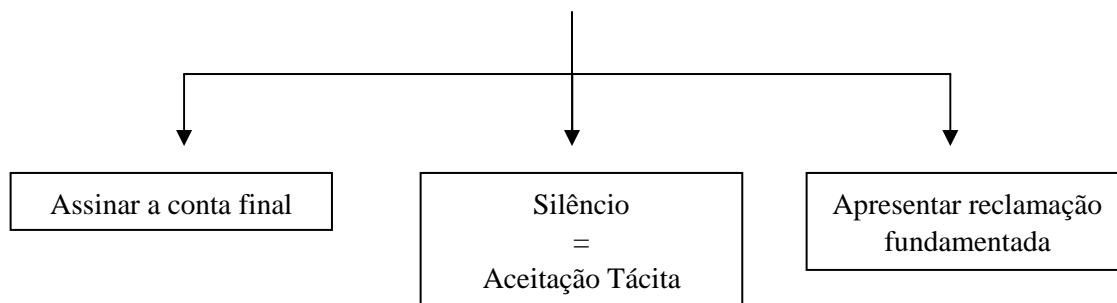 Assinar a conta final
Silêncio
=
Aceitação Tácita
Apresentar reclamação
fundamentada